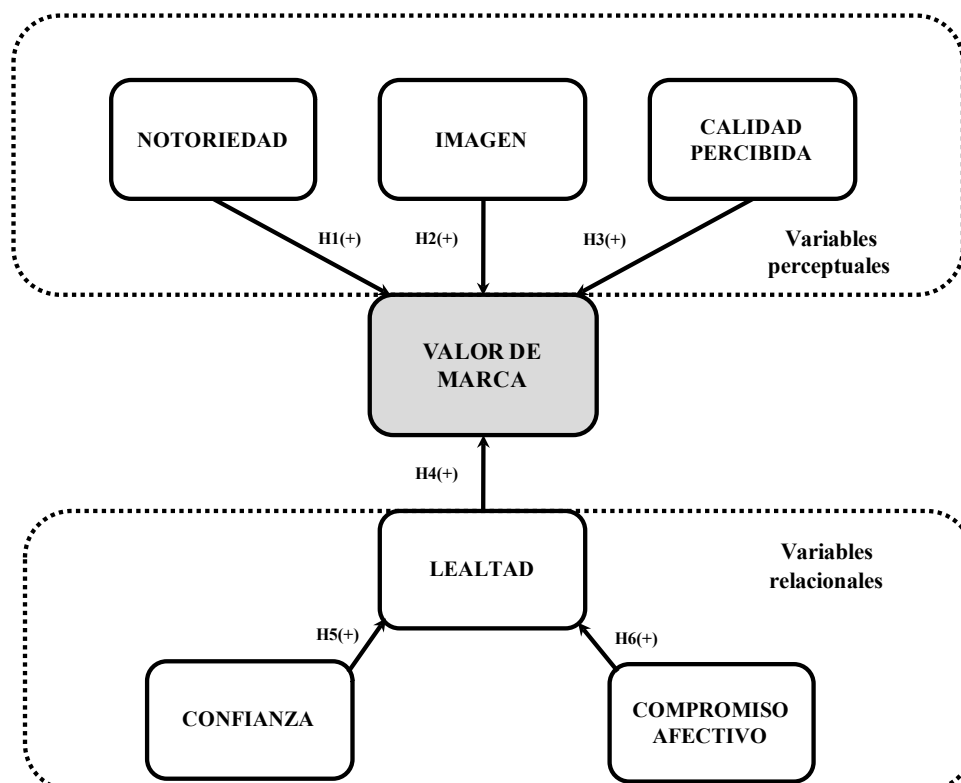 NOTORIEDAD
IMAGEN
CALIDAD
PERCIBIDA
H1(+)
H2(+)
H3(+)
Variables
perceptuales
VALOR DE
MARCA
H4(+)
LEALTAD
Variables
relacionales
H5(+)
H6(+)
CONFIANZA
COMPROMISO
AFECTIVO